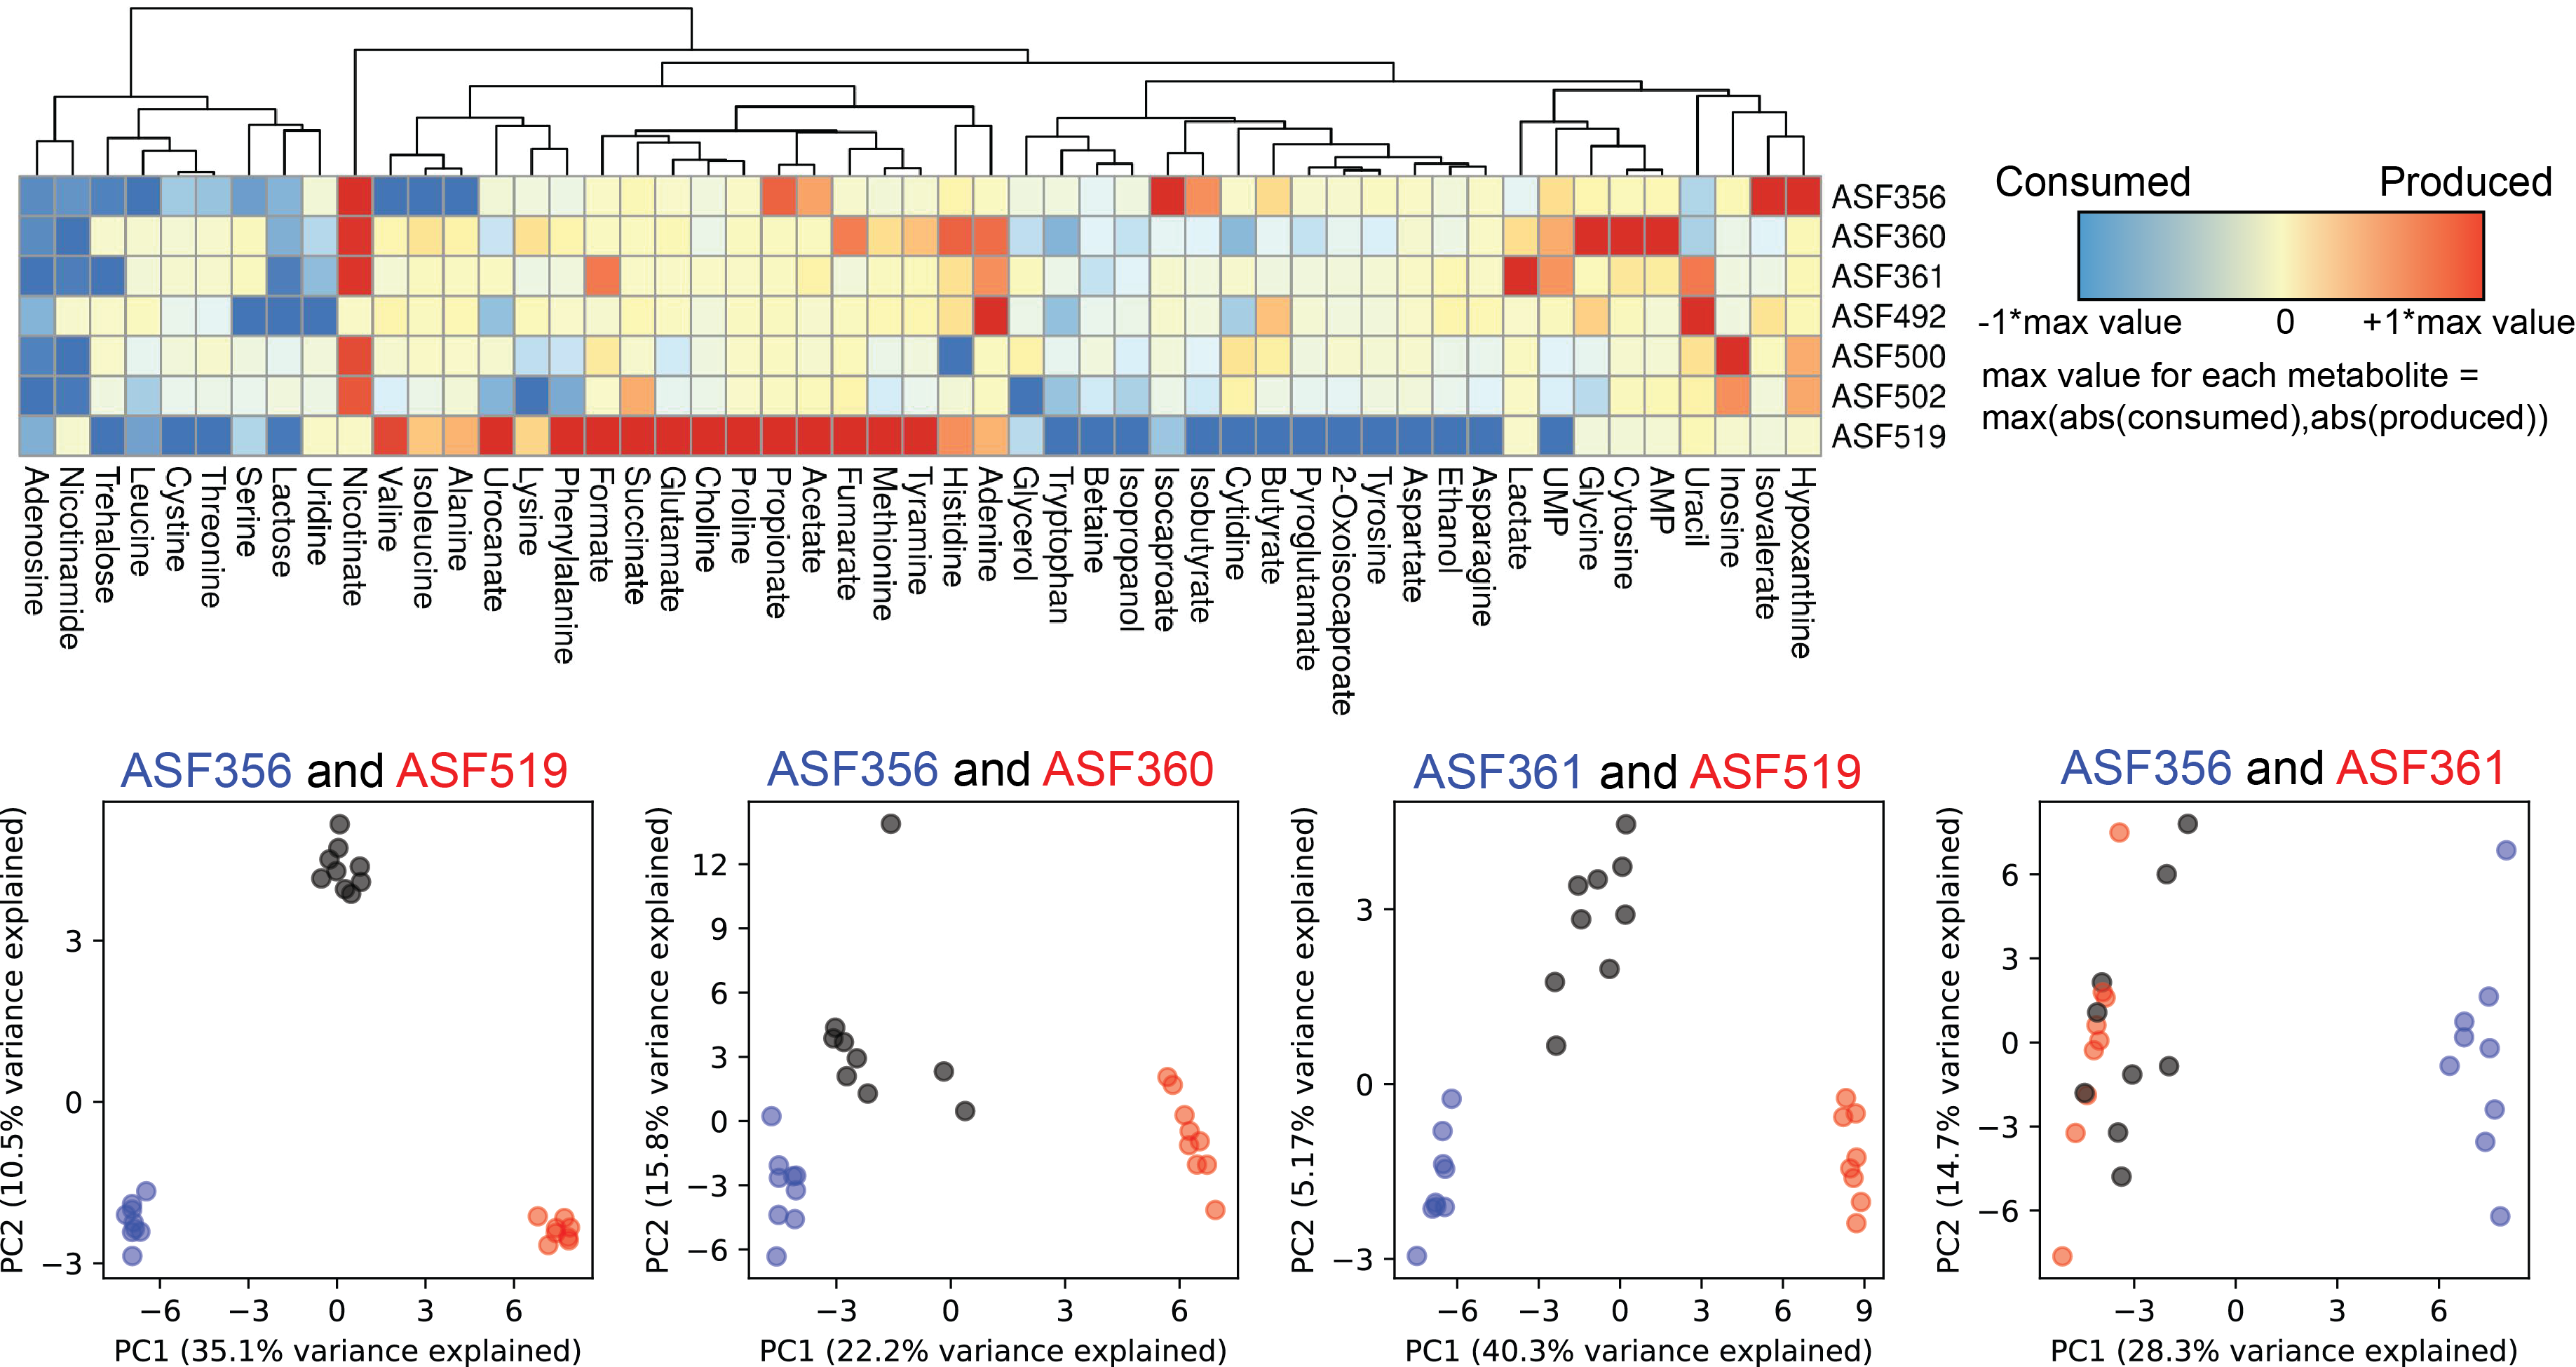 ASF356
ASF360
ASF361
ASF492
ASF500
ASF502
ASF519
Consumed Produced
-1*max value 0 +1*max value
max value for each metabolite =
max(abs(consumed),abs(produced))
Adenosine
Nicotinamide
Trehalose
Leucine
Cystine
Threonine
Serine
Lactose
Uridine
Nicotinate
Valine
Isoleucine
Alanine
Urocanate
Lysine
Phenylalanine
Formate
Succinate
Glutamate
Choline
Proline
Propionate
Acetate
Fumarate
Methionine
Tyramine
Histidine
Adenine
Glycerol
Tryptophan
Betaine
Isopropanol
Isocaproate
Isobutyrate
Cytidine
Butyrate
Pyroglutamate
2-Oxoisocaproate
Tyrosine
Aspartate
Ethanol
Asparagine
Lactate
UMP
Glycine
Cytosine
AMP
Uracil
Inosine
Isovalerate
Hypoxanthine
ASF356 and ASF519
PC2 (10.5% variance explained)
3
0
−3
−6 −3 0 3 6
PC1 (35.1% variance explained)
ASF356 and ASF360
PC2 (15.8% variance explained)
12
9
6
3
0
−3
−6
−3 0 3 6
PC1 (22.2% variance explained)
ASF361 and ASF519
PC2 (5.17% variance explained)
3
0
−3
−6 −3 0 3 6 9
PC1 (40.3% variance explained)
ASF356 and ASF361
PC2 (14.7% variance explained)
6
3
0
−3
−6
−3 0 3 6
PC1 (28.3% variance explained)